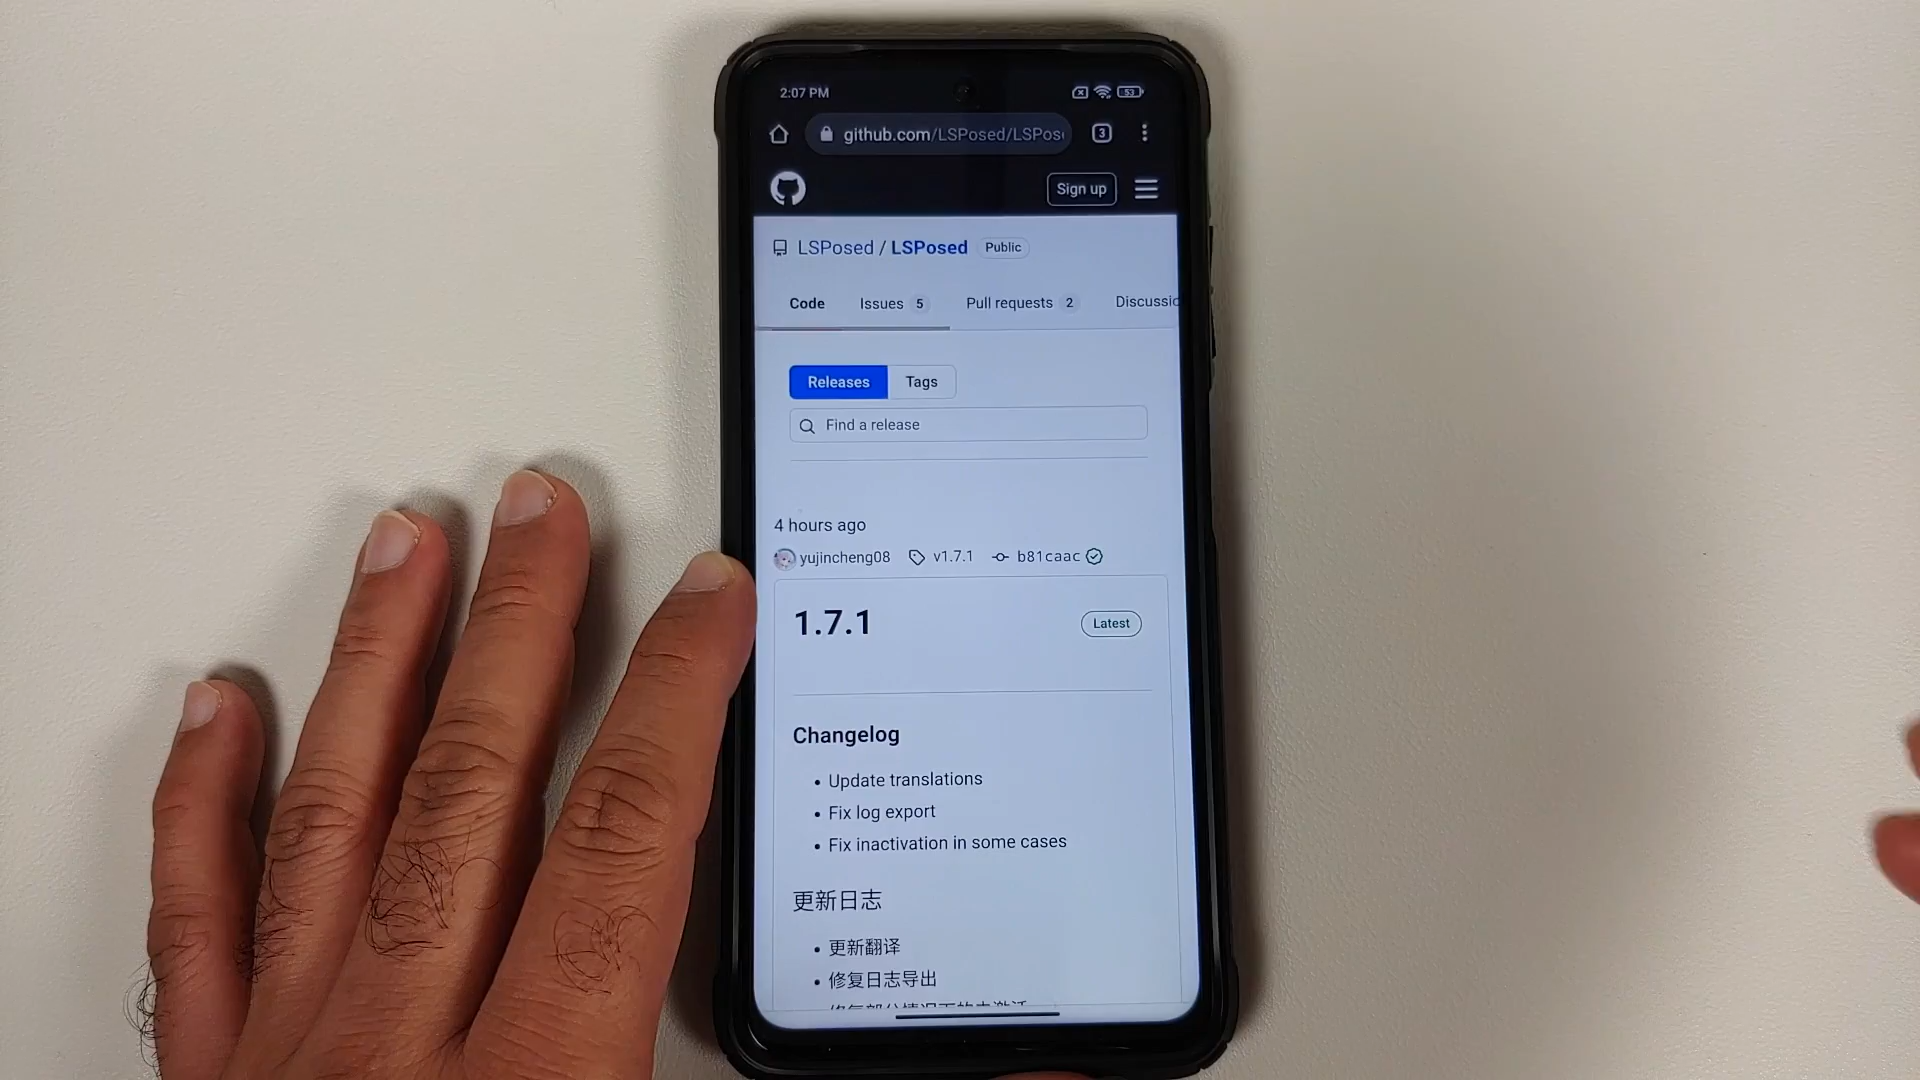 2:07 PM
53
github.com/LSPosed/LSPos
3
Sign up
LSPosed / LSPosed Public
Code Issues 5 Pull requests 2 Discussio
Releases Tags
Find a release
4 hours ago
yujincheng08 v1.7.1 b81caac
1.7.1 Latest
Changelog
• Update translations
• Fix log export
• Fix inactivation in some cases
更新日志
• 更新翻译
• 修复日志导出